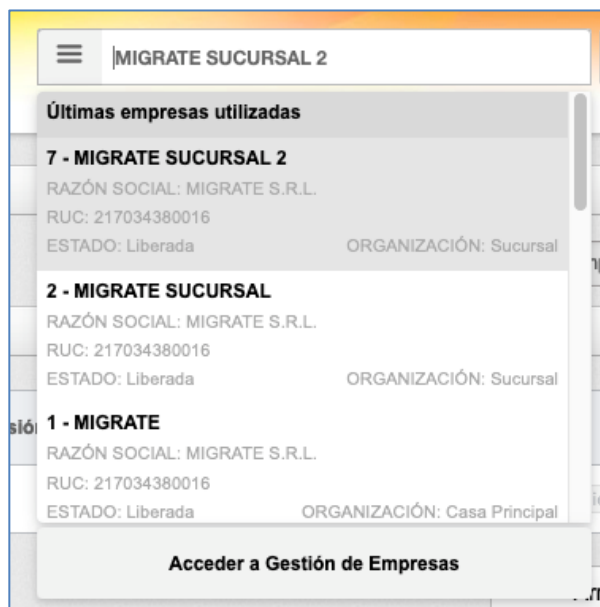 MIGRATE SUCURSAL 2
Últimas empresas utilizadas
7 - MIGRATE SUCURSAL 2
RAZÓN SOCIAL: MIGRATE S.R.L.
RUC: 217034380016
ESTADO: Liberada ORGANIZACIÓN: Sucursal
2 - MIGRATE SUCURSAL
RAZÓN SOCIAL: MIGRATE S.R.L.
RUC: 217034380016
ESTADO: Liberada ORGANIZACIÓN: Sucursal
1 - MIGRATE
RAZÓN SOCIAL: MIGRATE S.R.L.
RUC: 217034380016
ESTADO: Liberada ORGANIZACIÓN: Casa Principal
Acceder a Gestión de Empresas